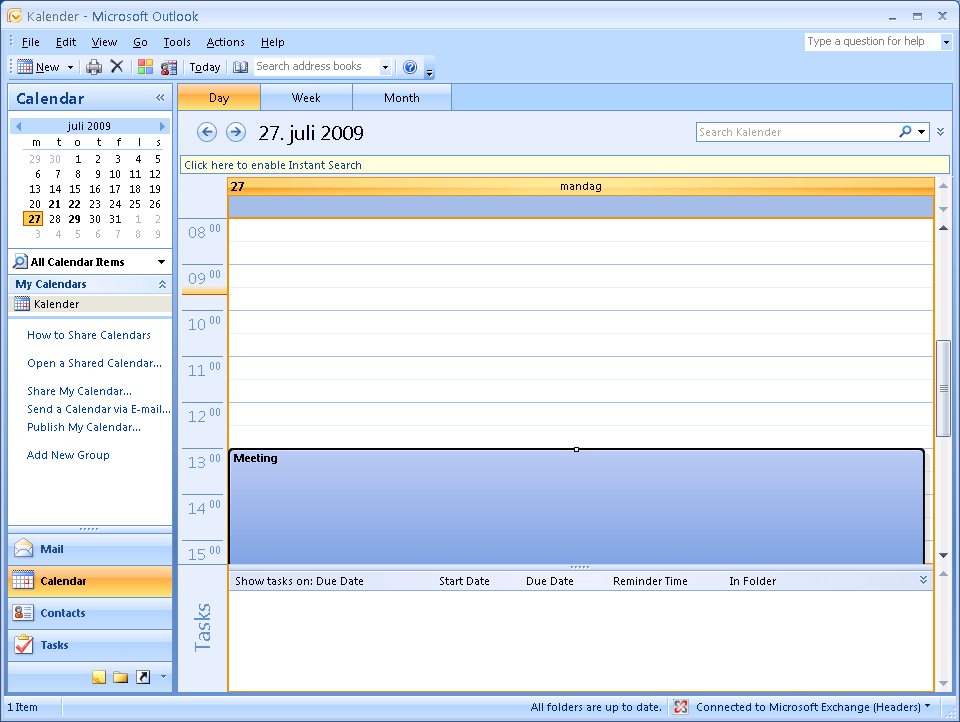 Kalender - Microsoft Outlook
File Edit View Go Tools Actions Help
Type a question for help
New Today Search address books
Calendar
juli 2009
m t o t f l s
29 30 1 2 3 4 5
6 7 8 9 10 11 12
13 14 15 16 17 18 19
20 21 22 23 24 25 26
27 28 29 30 31 1 2
3 4 5 6 7 8 9
All Calendar Items
My Calendars
Kalender
How to Share Calendars
Open a Shared Calendar...
Share My Calendar...
Send a Calendar via E-mail...
Publish My Calendar...
Add New Group
Mail
Calendar
Contacts
Tasks
Day Week Month
27. juli 2009
Search Kalender
Click here to enable Instant Search
27 mandag
08 00
09 00
10 00
11 00
12 00
13 00
Meeting
14 00
15 00
Show tasks on: Due Date Start Date Due Date Reminder Time In Folder
Tasks
1 Item
All folders are up to date. Connected to Microsoft Exchange (Headers)